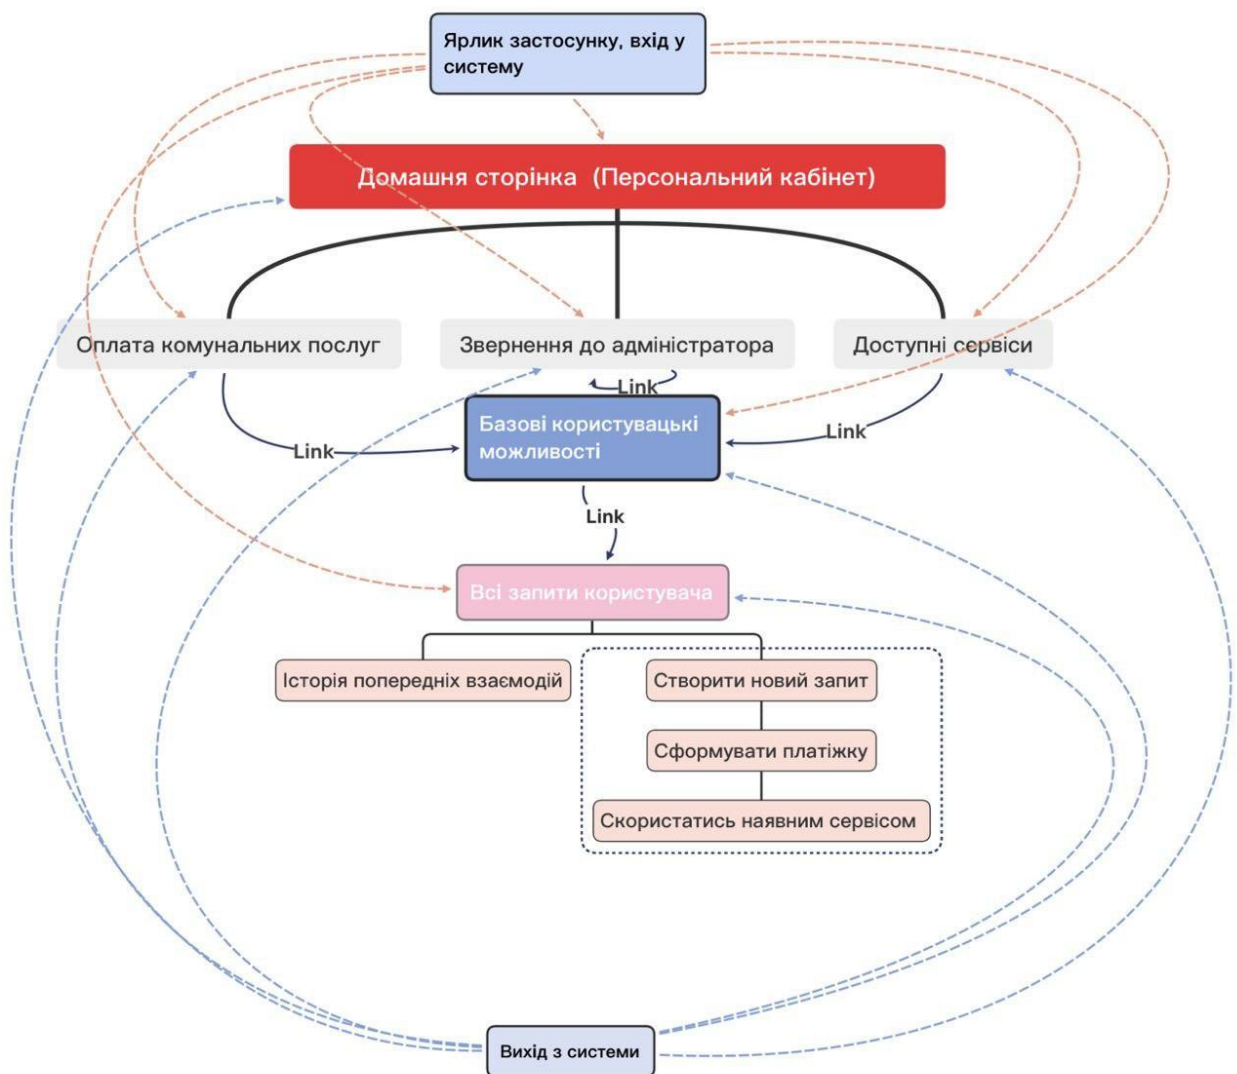 Ярлик застосунку, вхід у
систему
Домашня сторінка (Персональний кабінет)
Оплата комунальних послуг
Звернення до адміністратора
Доступні сервіси
Link
Базові користувацькі
можливості
Link
Link
Link
Всі запити користувача
Історія попередніх взаємодій
Створити новий запит
Сформувати платіжку
Скористатись наявним сервісом
Вихід з системи